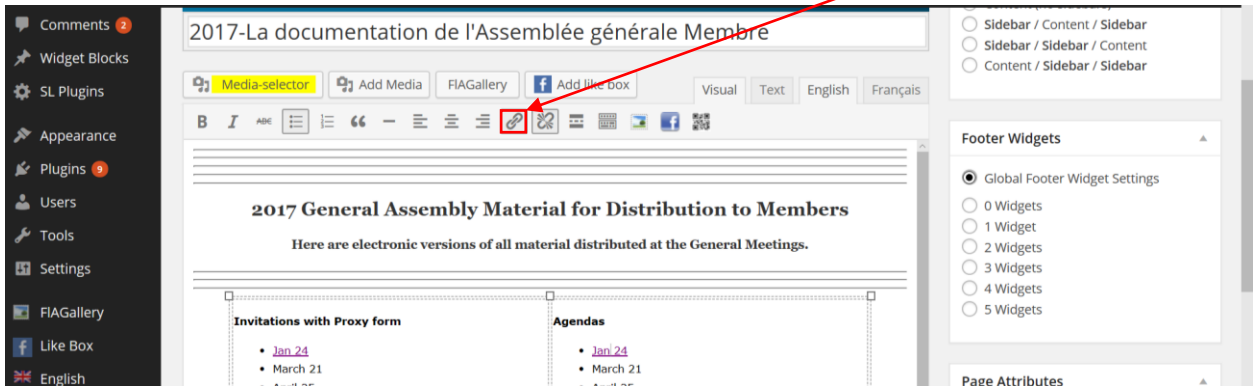 Comments 2
Widget Blocks
SL Plugins
Appearance
Plugins 9
Users
Tools
Settings
FlAGallery
Like Box
English
2017-La documentation de l'Assemblée générale Membre
Media-selector Add Media FlAGallery f Add like box Visual Text English Français
B I ABC
2017 General Assembly Material for Distribution to Members
Here are electronic versions of all material distributed at the General Meetings.
Invitations with Proxy form
• Jan 24
• March 21
Agendas
• Jan 24
• March 21
Sidebar / Content / Sidebar
Sidebar / Sidebar / Content
Content / Sidebar / Sidebar
Footer Widgets
Global Footer Widget Settings
0 Widgets
1 Widget
2 Widgets
3 Widgets
4 Widgets
5 Widgets
Page Attributes